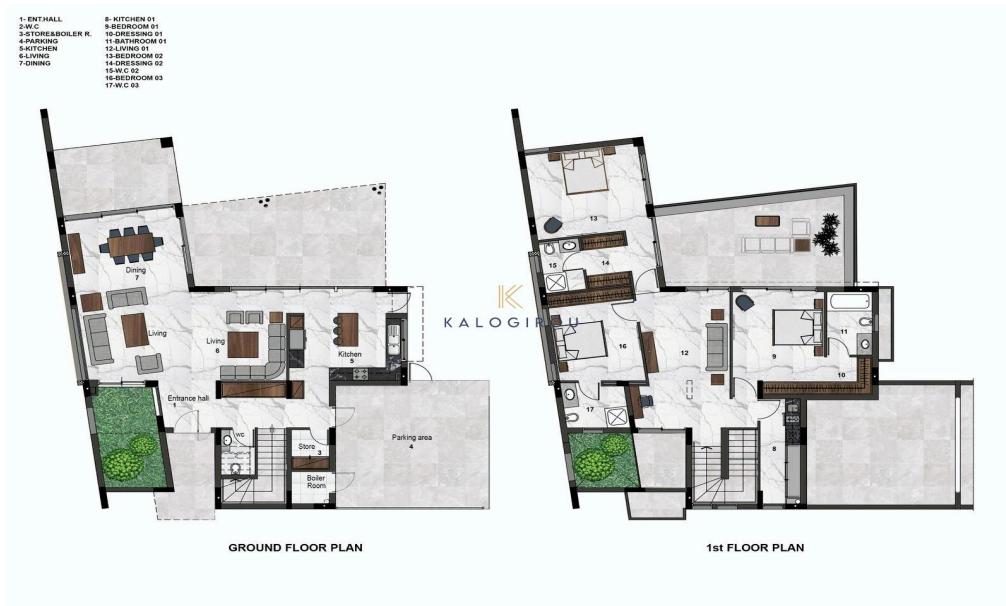 1- ENT.HALL
2-W.C
3-STORE&BOILER R.
4-PARKING
5-KITCHEN
6-LIVING
7-DINING
8- KITCHEN 01
9-BEDROOM 01
10-DRESSING 01
11-BATHROOM 01
12-LIVING 01
13-BEDROOM 02
14-DRESSING 02
15-W.C 02
16-BEDROOM 03
17-W.C 03
Dining
7
Living
Living
6
Kitchen
5
Entrance hall
1
wc
2
Store
3
Boiler
Room
Parking area
4
13
15
14
16
12
9
11
10
17
8
K
KALOGIROU
GROUND FLOOR PLAN
1st FLOOR PLAN